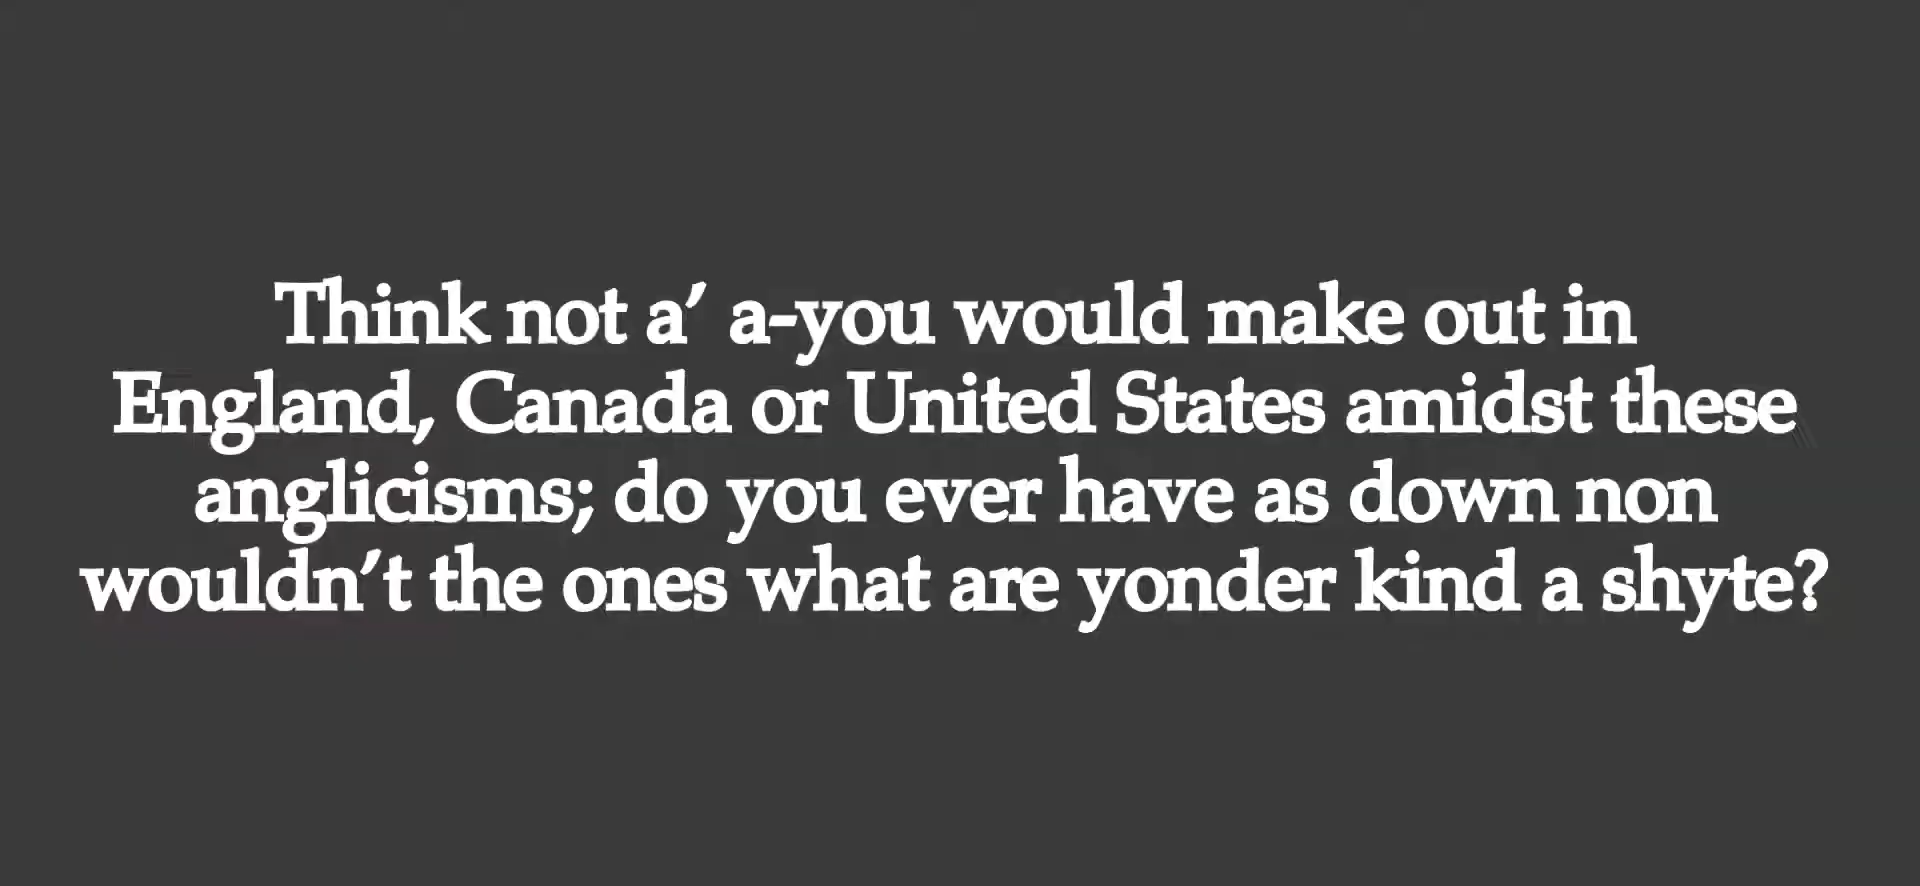 Think not a’ a-you would make out in
England, Canada or United States amidst these
anglicisms; do you ever have as down non
wouldn’t the ones what are yonder kind a shyte?